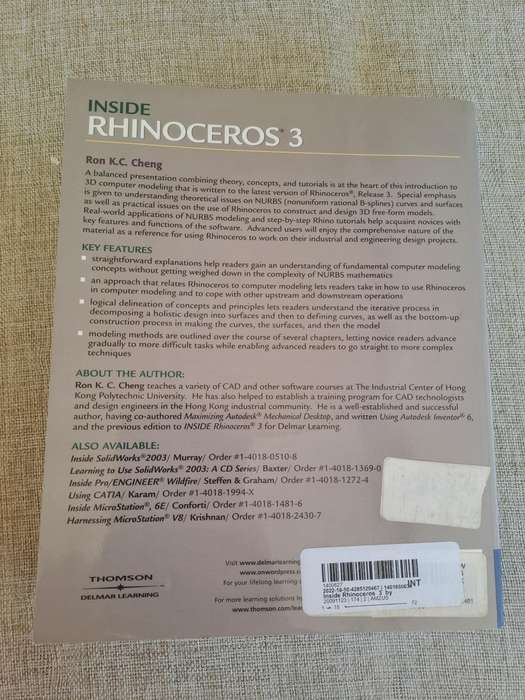 INSIDE
RHINOCEROS® 3
Ron K.C. Cheng
A balanced presentation combining theory, concepts, and tutorials is at the heart of this introduction to
3D computer modeling that is written to the latest version of Rhinoceros®, Release 3. Special emphasis
is given to understanding theoretical issues on NURBS (nonuniform rational B-splines) curves and surfaces
as well as practical issues on the use of Rhinoceros to construct and design 3D free-form models.
Real-world applications of NURBS modeling and step-by-step Rhino tutorials help acquaint novices with
key features and functions of the software. Advanced users will enjoy the comprehensive nature of the
material as a reference for using Rhinoceros to work on their industrial and engineering design projects.
KEY FEATURES
straightforward explanations help readers gain an understanding of fundamental computer modeling
concepts without getting weighed down in the complexity of NURBS mathematics
an approach that relates Rhinoceros to computer modeling lets readers take in how to use Rhinoceros
in computer modeling and to cope with other upstream and downstream operations
logical delineation of concepts and principles lets readers understand the iterative process in
decomposing a holistic design into surfaces and then to defining curves, as well as the bottom-up
construction process in making the curves, the surfaces, and then the model
modeling methods are outlined over the course of several chapters, letting novice readers advance
gradually to more difficult tasks while enabling advanced readers to go straight to more complex
techniques
ABOUT THE AUTHOR:
Ron K. C. Cheng teaches a variety of CAD and other software courses at The Industrial Center of Hong
Kong Polytechnic University. He has also helped to establish a training program for CAD technologists
and design engineers in the Hong Kong industrial community. He is a well-established and successful
author, having co-authored Maximizing Autodesk® Mechanical Desktop, and written Using Autodesk Inventor® 6,
and the previous edition to INSIDE Rhinoceros® 3 for Delmar Learning.
ALSO AVAILABLE:
Inside SolidWorks®2003/ Murray/ Order #1-4018-0510-8
Learning to Use SolidWorks® 2003: A CD Series/ Baxter/ Order #1-4018-1369-0
Inside Pro/ENGINEER® Wildfire/ Steffen & Graham/ Order #1-4018-1272-4
Using CATIA/ Karam/ Order #1-4018-1994-X
Inside MicroStation®, 6E/ Conforti/ Order #1-4018-1481-6
Harnessing MicroStation® V8/ Krishnan/ Order #1-4018-2430-7
THOMSON
DELMAR LEARNING
Visit www.delmarlearning
www.onwordpress.c
For your lifelong learning
For more learning solutions
www.thomson.com/lea
1400627
INT
Inside Rhinoceros 3 by